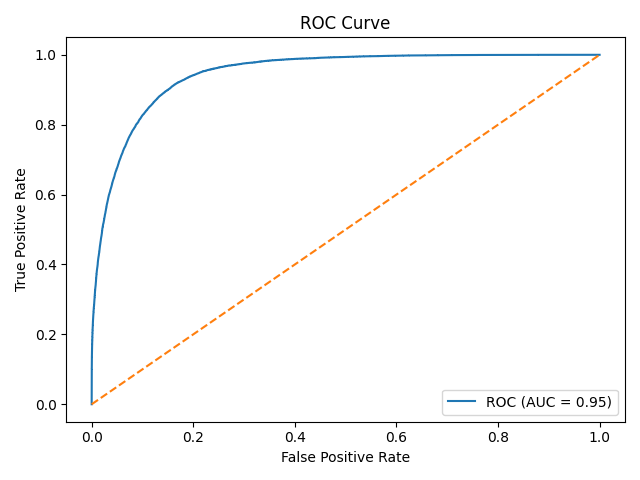 ROC Curve
1.0
0.8
0.6
0.4
0.2
0.0
True Positive Rate
ROC (AUC = 0.95)
0.0 0.2 0.4 0.6 0.8 1.0
False Positive Rate